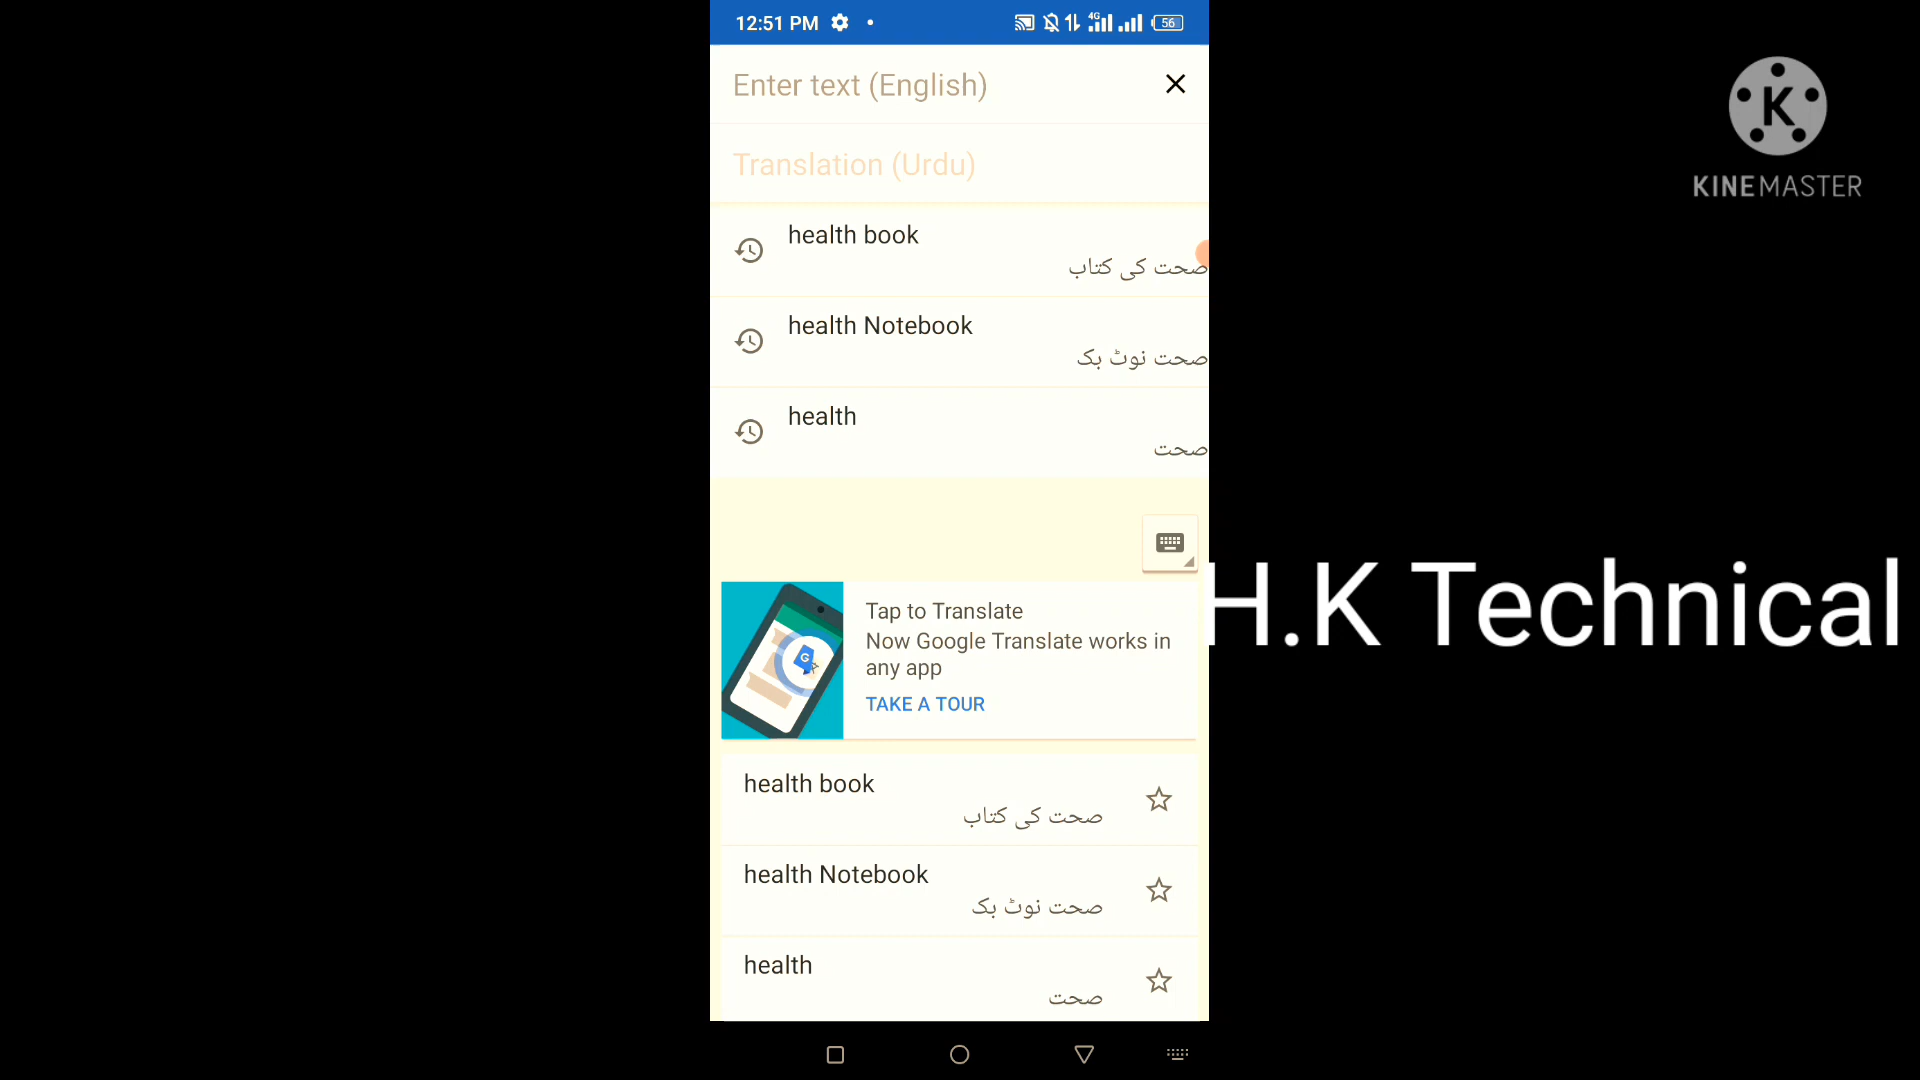 12:51 PM
4G
56
Enter text (English)
Translation (Urdu)
health book
صحت کی کتاب
health Notebook
صحت نوٹ بک
health
صحت
Tap to Translate
Now Google Translate works in
any app
TAKE A TOUR
health book
صحت کی کتاب
health Notebook
صحت نوٹ بک
health
صحت
K
KINEMASTER
H.K Technical